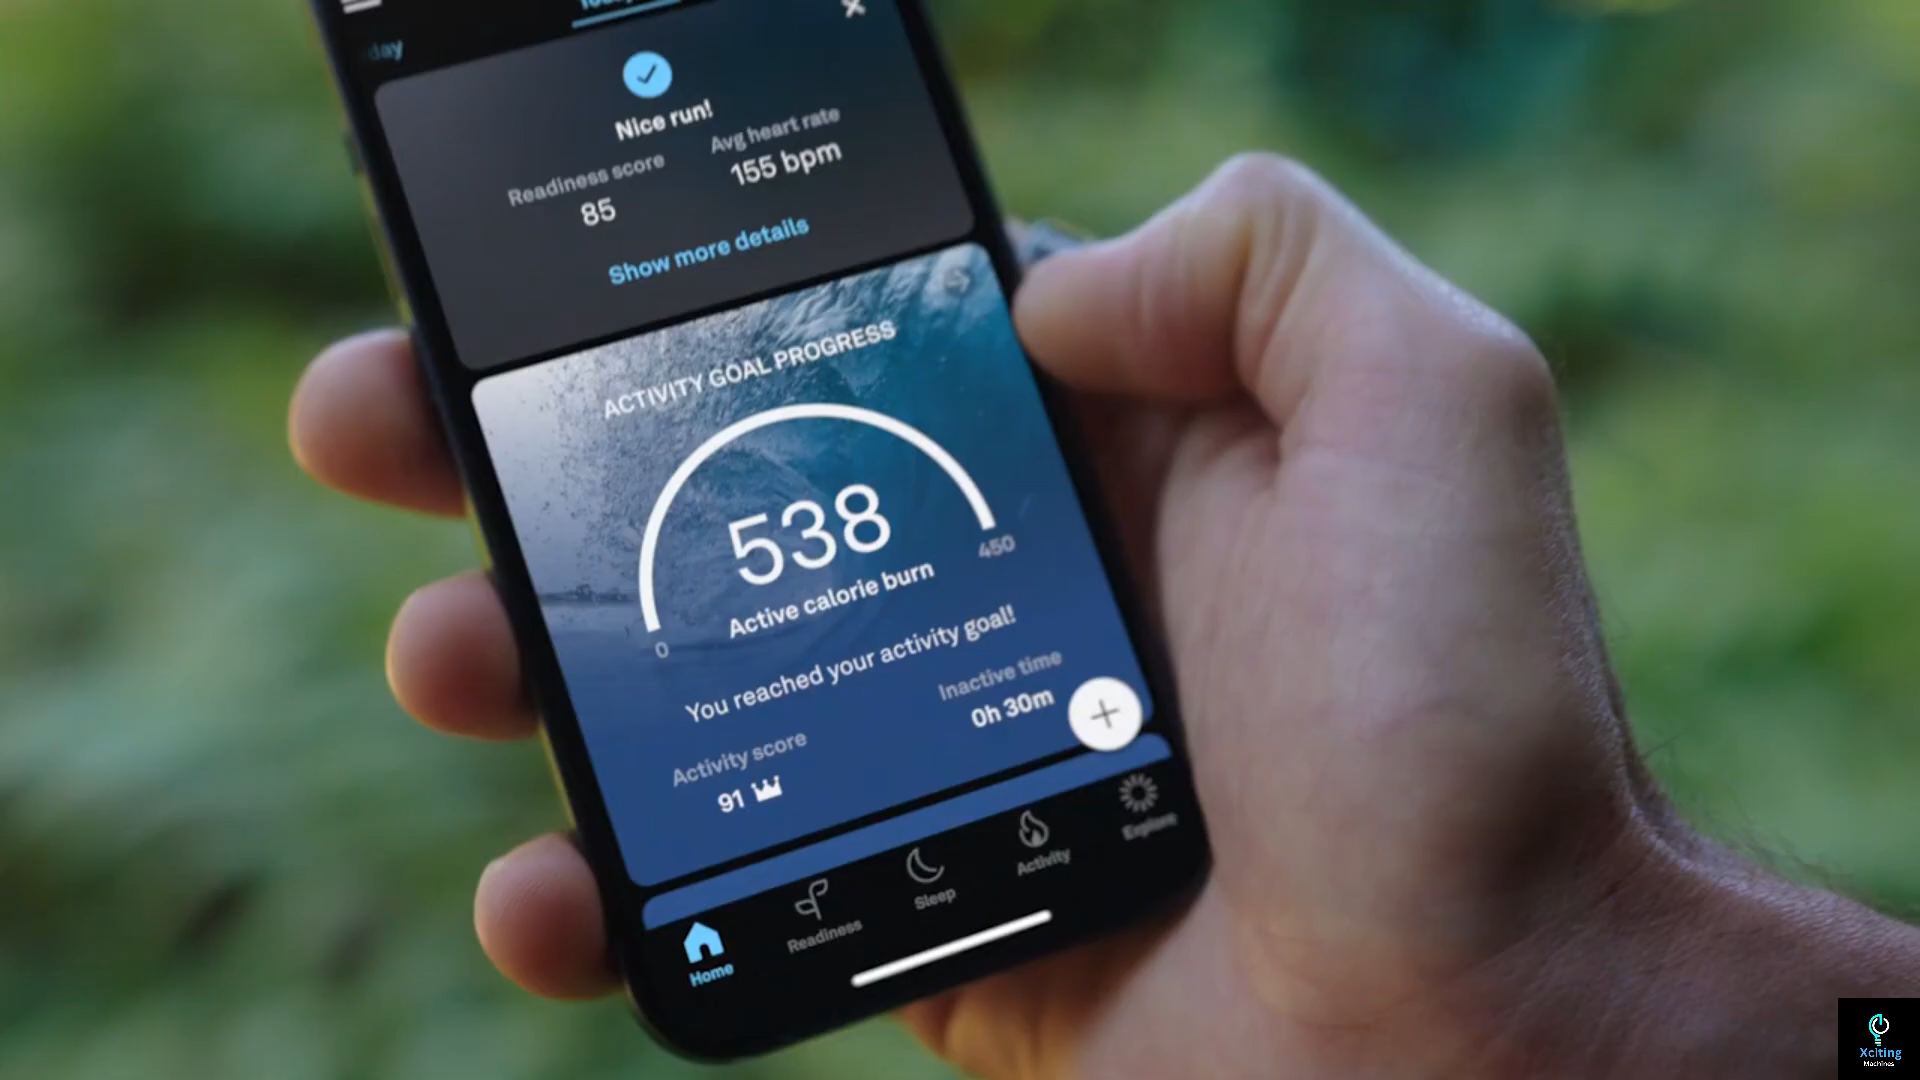 day
Nice run!
Readiness score
Avg heart rate
85
155 bpm
Show more details
ACTIVITY GOAL PROGRESS
538
0
450
Active calorie burn
You reached your activity goal!
Activity score
Inactive time
91
0h 30m
Home
Readiness
Sleep
Activity
Explore
Xciting
Machines